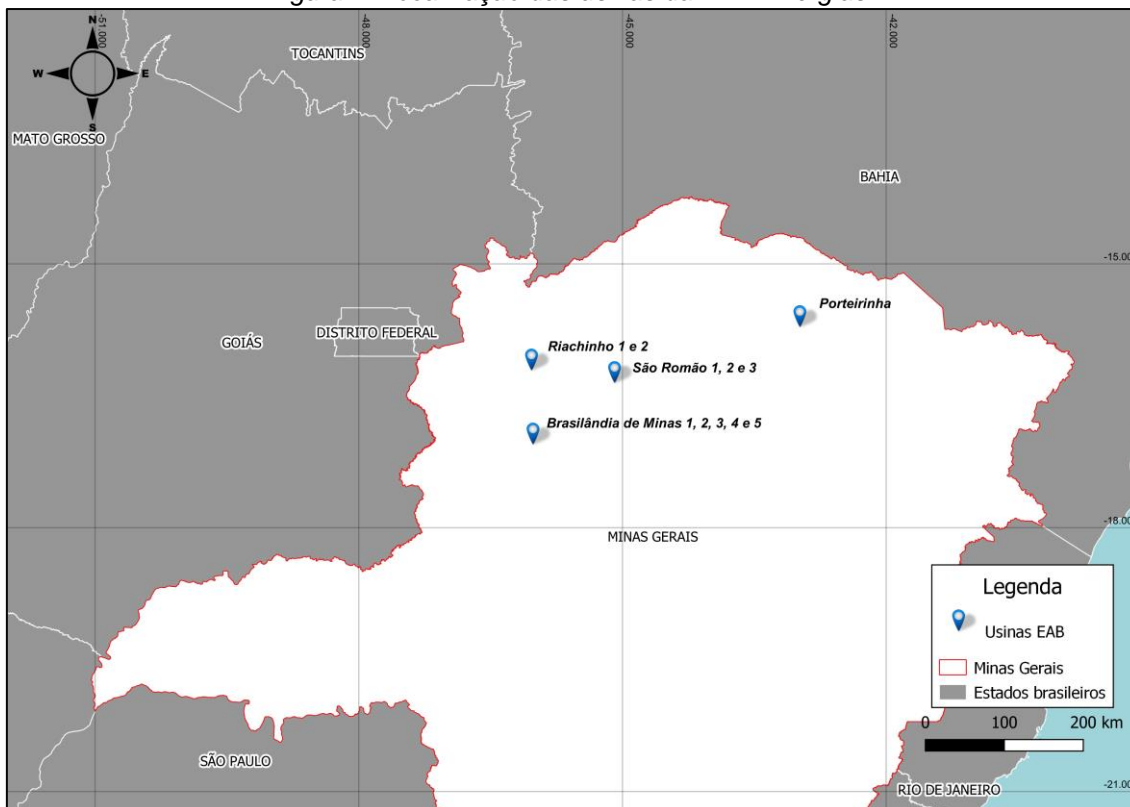 -51.000
-48.000
-45.000
-42.000
N
W
E
S
TOCANTINS
MATO GROSSO
BAHIA
-15.00
Porteirinha
GOIÁS
DISTRITO FEDERAL
Riachinho 1 e 2
São Romão 1, 2 e 3
Brasilândia de Minas 1, 2, 3, 4 e 5
-18.00
MINAS GERAIS
Legenda
Usinas EAB
Minas Gerais
Estados brasileiros
0 100 200 km
SÃO PAULO
RIO DE JANEIRO
-21.00